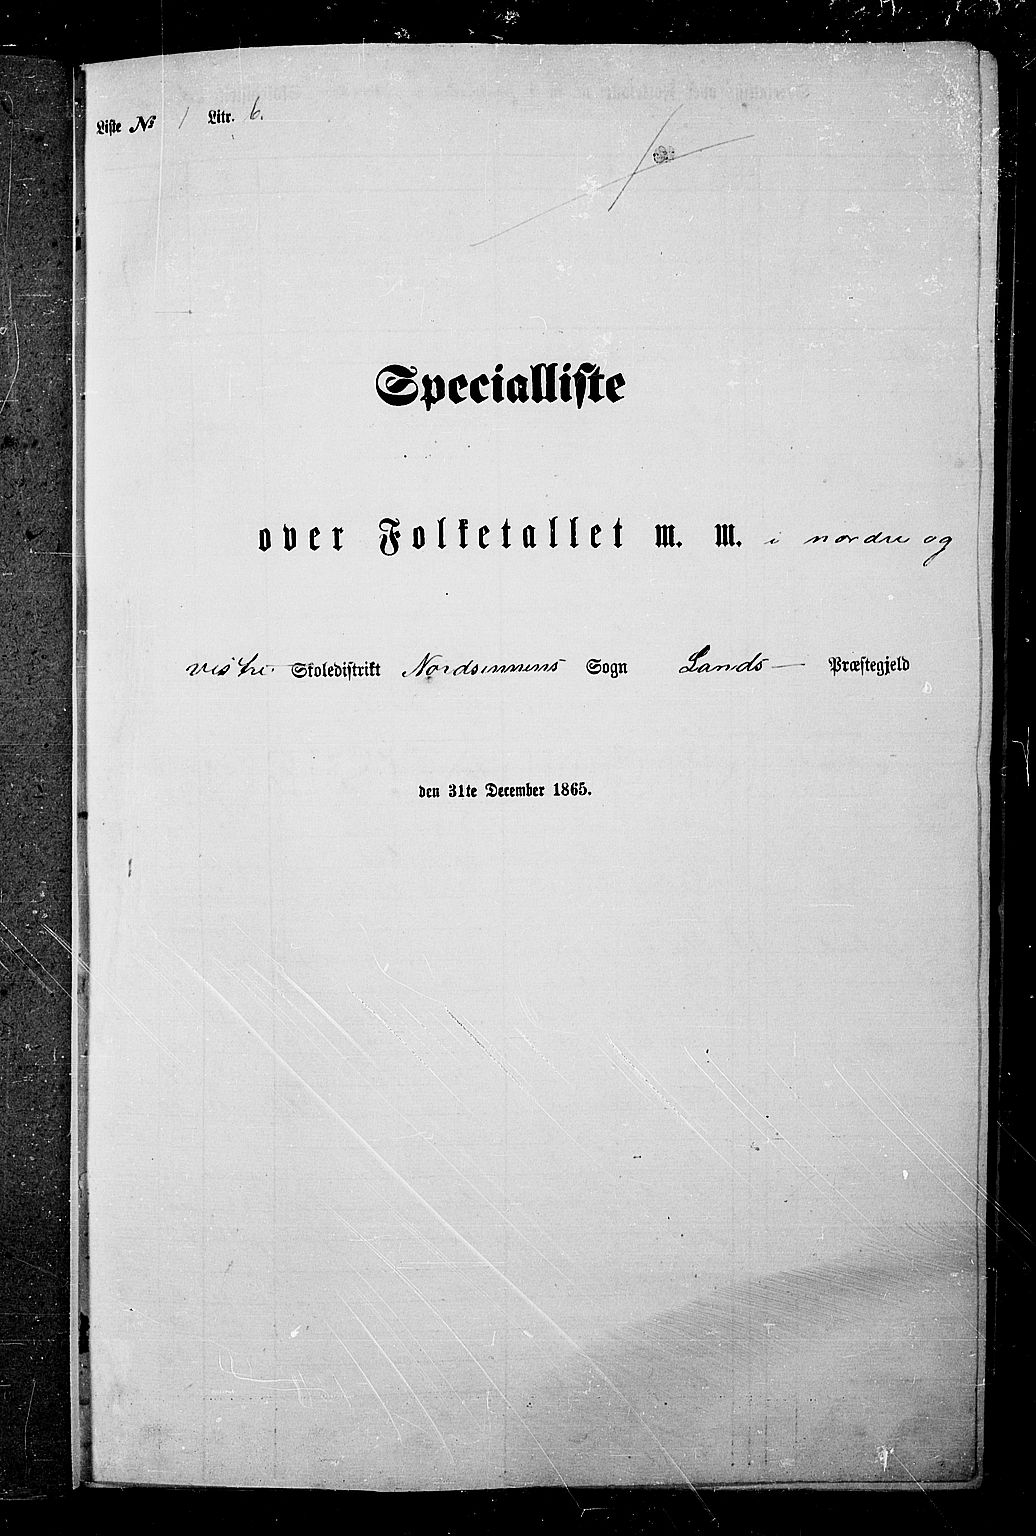 Liste № 1 Litr. b.
Specialliste
over Folketallet m. m. i nordre og
vestre Skoledistrikt Nordsinnens Sogn Lands Præstegjeld
den 31te December 1865.